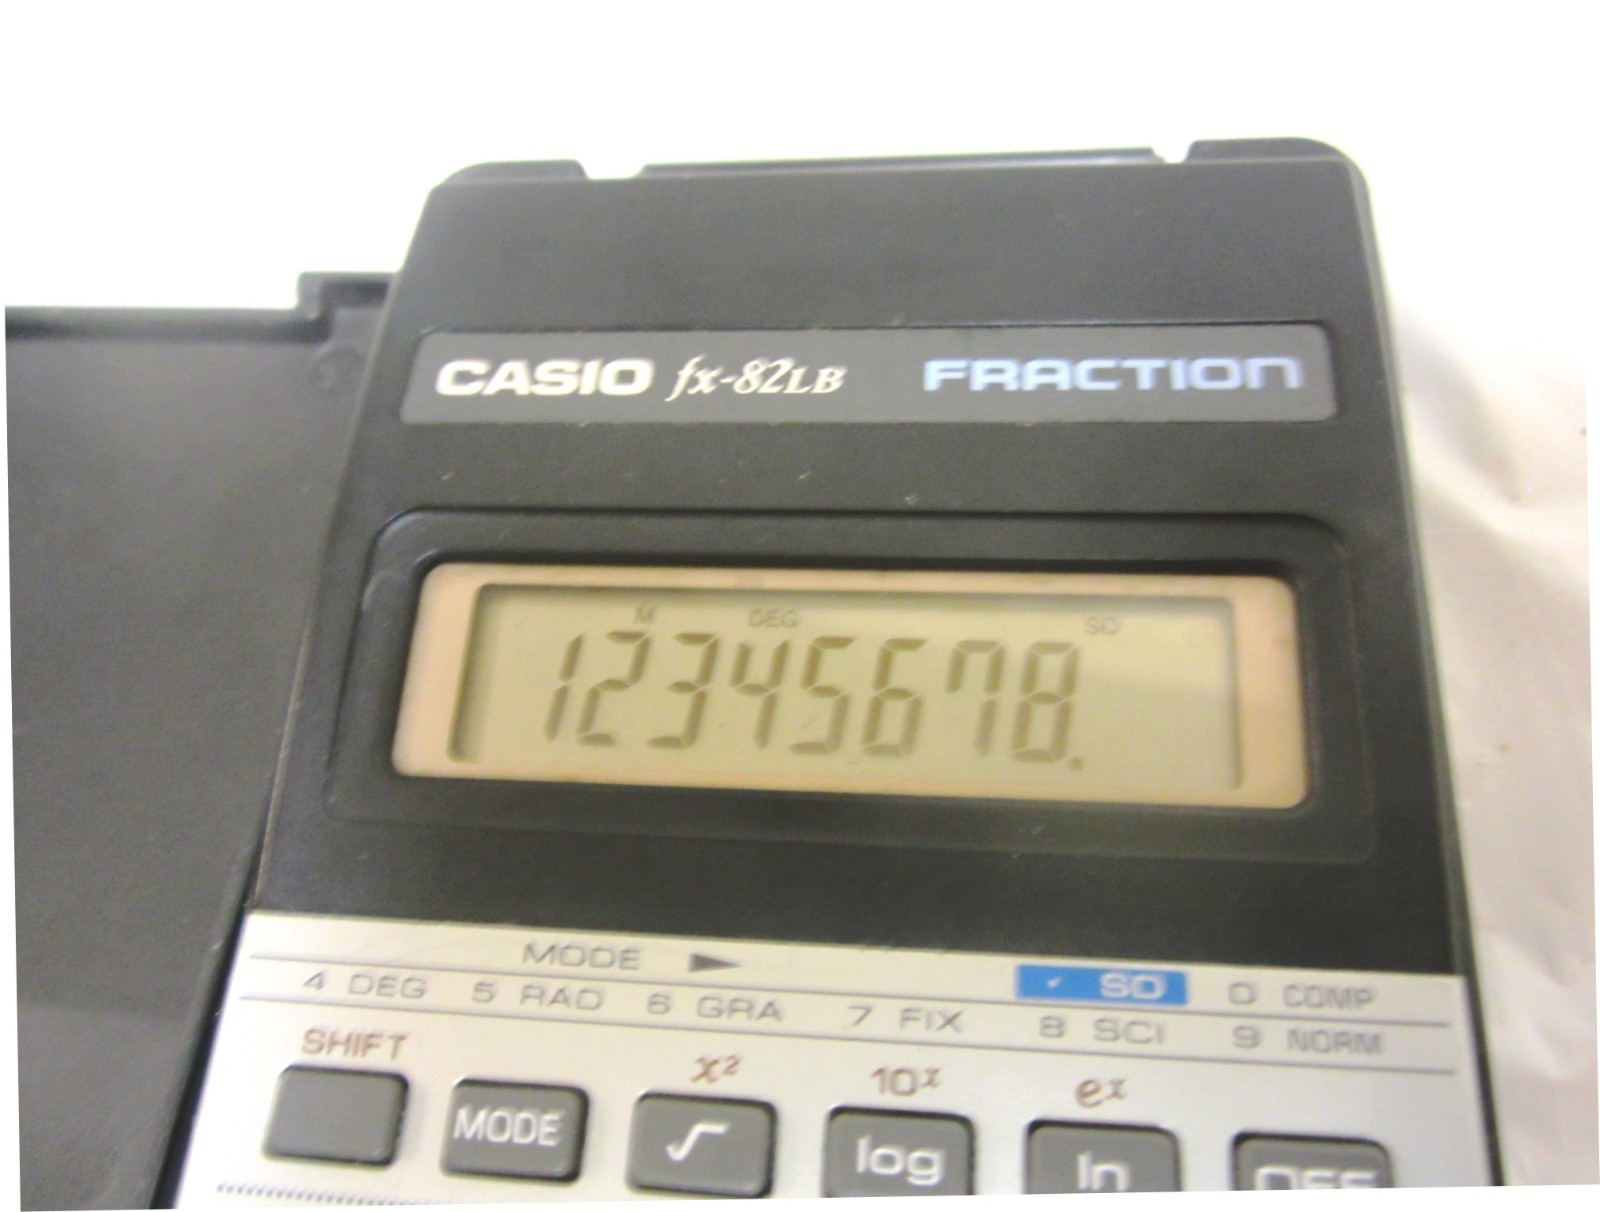 CASIO fx-82LB FRACTION
M DEG SD
12345678.
MODE ►
SD 0 COMP
4 DEG 5 RAD 6 GRA 7 FIX 8 SCI 9 NORM
SHIFT x² 10ˣ eˣ
MODE √ log ln OFF